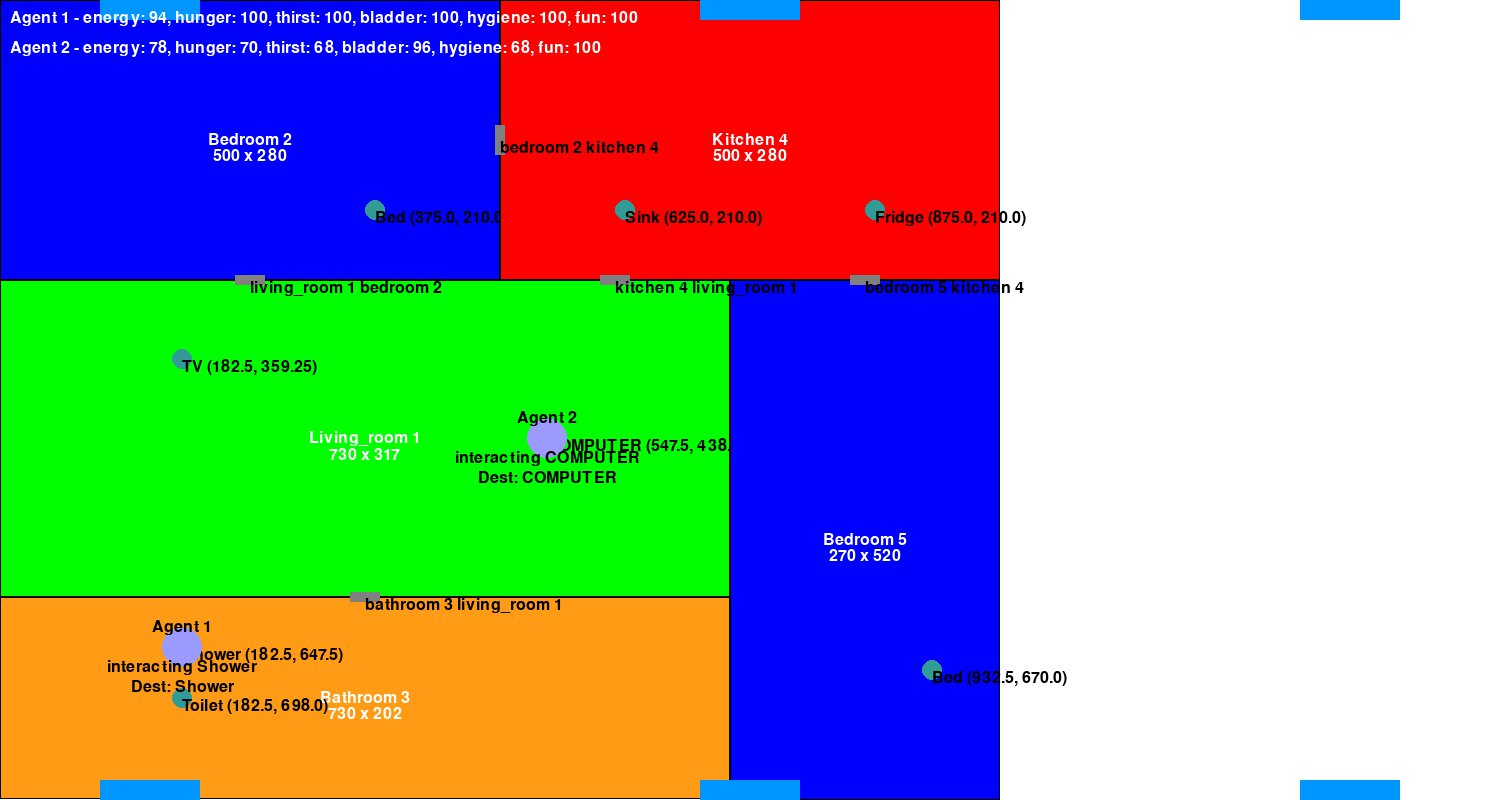 Agent 1 - energy: 94, hunger: 100, thirst: 100, bladder: 100, hygiene: 100, fun: 100
Agent 2 - energy: 78, hunger: 70, thirst: 68, bladder: 96, hygiene: 68, fun: 100
Bedroom 2
500 x 280
Kitchen 4
500 x 280
bedroom 2 kitchen 4
Bed (375.0, 210.0
Sink (625.0, 210.0)
Fridge (875.0, 210.0)
living_room 1 bedroom 2
kitchen 4 living_room 1
bedroom 5 kitchen 4
TV (182.5, 359.25)
Agent 2
Living_room 1
730 x 317
OMPUTER (547.5, 438.
interacting COMPUTER
Dest: COMPUTER
Bedroom 5
270 x 520
bathroom 3 living_room 1
Agent 1
ower (182.5, 647.5)
interacting Shower
Dest: Shower
Toilet (182.5, 698.0)
Bathroom 3
730 x 202
Bed (932.5, 670.0)